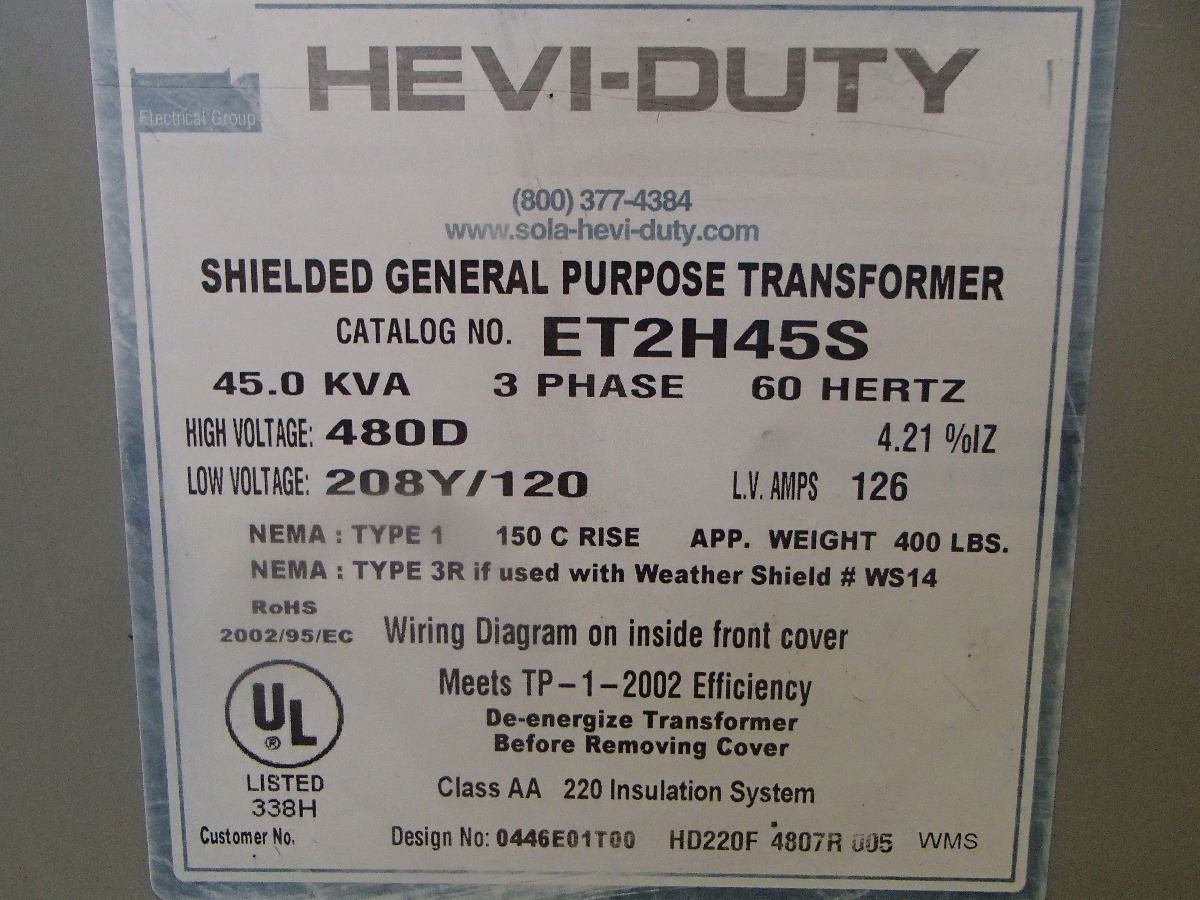 HEVI-DUTY
Electrical Group
(800) 377-4384
www.sola-hevi-duty.com
SHIELDED GENERAL PURPOSE TRANSFORMER
CATALOG NO. ET2H45S
45.0 KVA 3 PHASE 60 HERTZ
HIGH VOLTAGE: 480D 4.21 %IZ
LOW VOLTAGE: 208Y/120 L.V. AMPS 126
NEMA : TYPE 1 150 C RISE APP. WEIGHT 400 LBS.
NEMA : TYPE 3R if used with Weather Shield # WS14
RoHS
2002/95/EC Wiring Diagram on inside front cover
Meets TP-1-2002 Efficiency
De-energize Transformer
Before Removing Cover
UL ®
LISTED
338H
Class AA 220 Insulation System
Customer No. Design No: 0446E01T00 HD220F 4807R 005 WMS